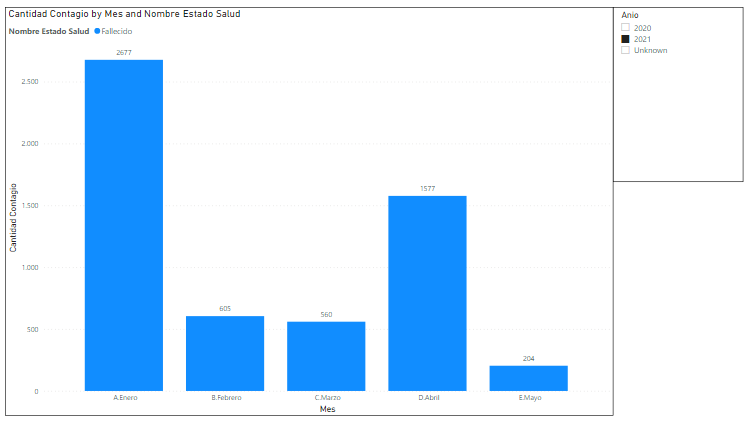 Cantidad Contagio by Mes and Nombre Estado Salud
Nombre Estado Salud Fallecido
Cantidad Contagio
2.500
2.000
1.500
1.000
500
0
2677
605
560
1577
204
A.Enero B.Febrero C.Marzo D.Abril E.Mayo
Mes
Anio
2020
2021
Unknown